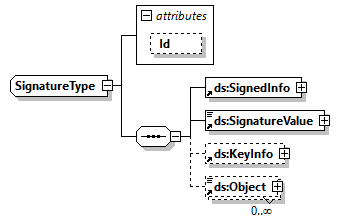 attributes
Id
SignatureType
ds:SignedInfo
ds:SignatureValue
ds:KeyInfo
ds:Object
0..∞